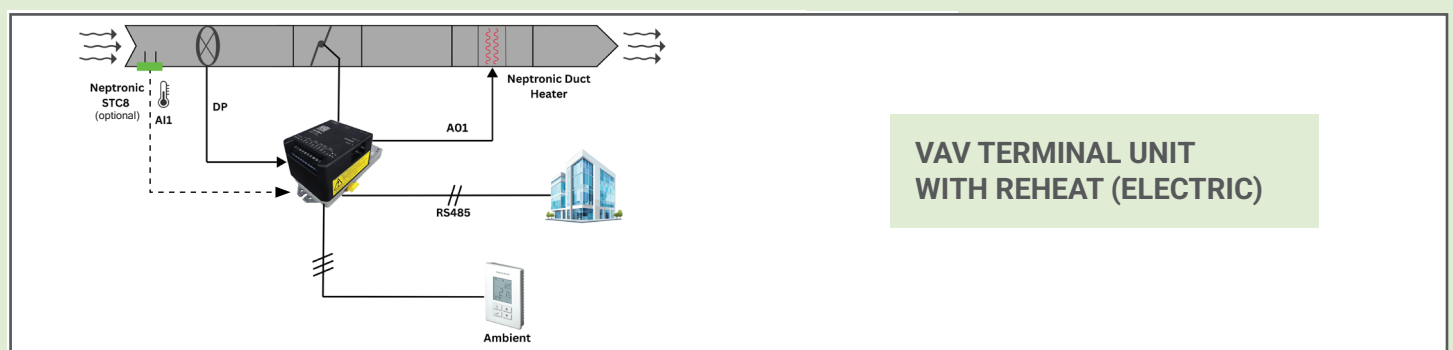 Neptronic
STC8
(optional)
AI1
DP
A01
Neptronic Duct
Heater
RS485
Ambient
VAV TERMINAL UNIT
WITH REHEAT (ELECTRIC)